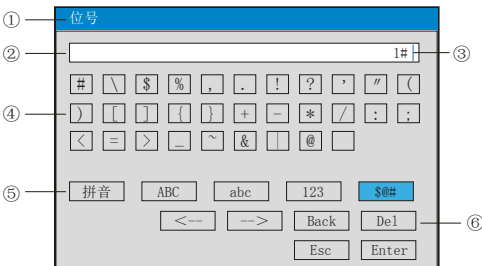 ① 位号
② 1# ③
# \ $ % , . ! ? ’ ″ (
④ ) [ ] { } + - * / : ;
< = > _ ~ & | @
⑤ 拼音 ABC abc 123 $@#
<-- --> Back Del ⑥
Esc Enter